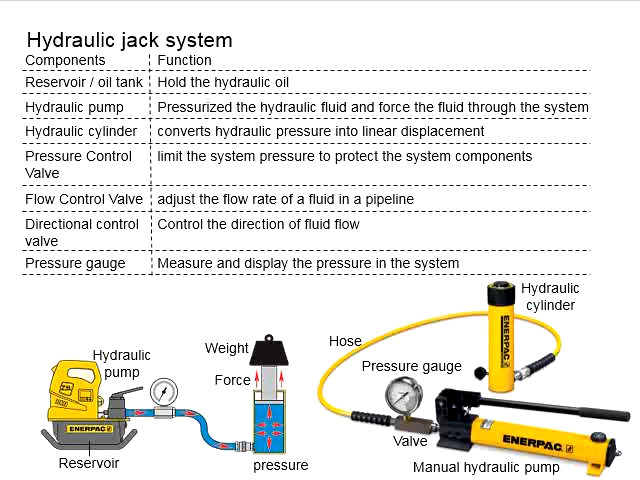 Hydraulic jack system
Components Function
Reservoir / oil tank Hold the hydraulic oil
Hydraulic pump Pressurized the hydraulic fluid and force the fluid through the system
Hydraulic cylinder converts hydraulic pressure into linear displacement
Pressure Control limit the system pressure to protect the system components
Valve
Flow Control Valve adjust the flow rate of a fluid in a pipeline
Directional control Control the direction of fluid flow
valve
Pressure gauge Measure and display the pressure in the system
Hydraulic
cylinder
ENERPAC
Hose
Weight
Hydraulic
pump
Pressure gauge
Force
ENERPAC
Valve
ENERPAC
Reservoir
pressure
Manual hydraulic pump